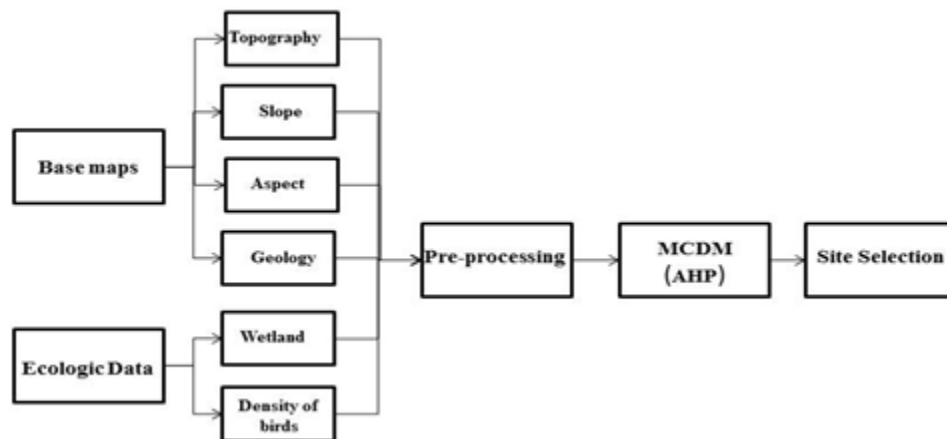 Topography
Slope
Base maps
Aspect
Geology
Pre-processing
MCDM
(AHP)
Site Selection
Wetland
Ecologic Data
Density of
birds